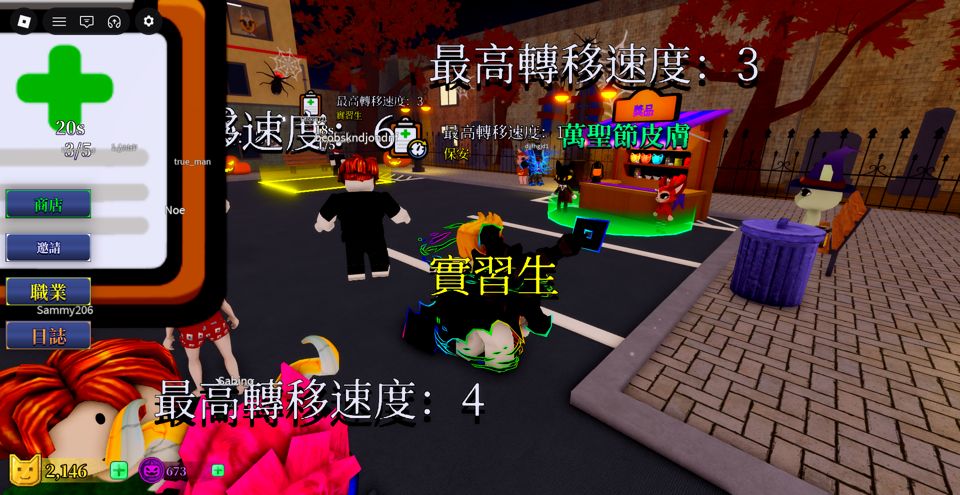 最高轉移速度：3
最高轉移速度：3
實習生
移速度：6
最高轉移速度：1
保安
獎品
萬聖節皮膚
20s
3/5
true_man
商店
Noe
邀請
職業
Sammy206
日誌
實習生
最高轉移速度：4
2,146
673